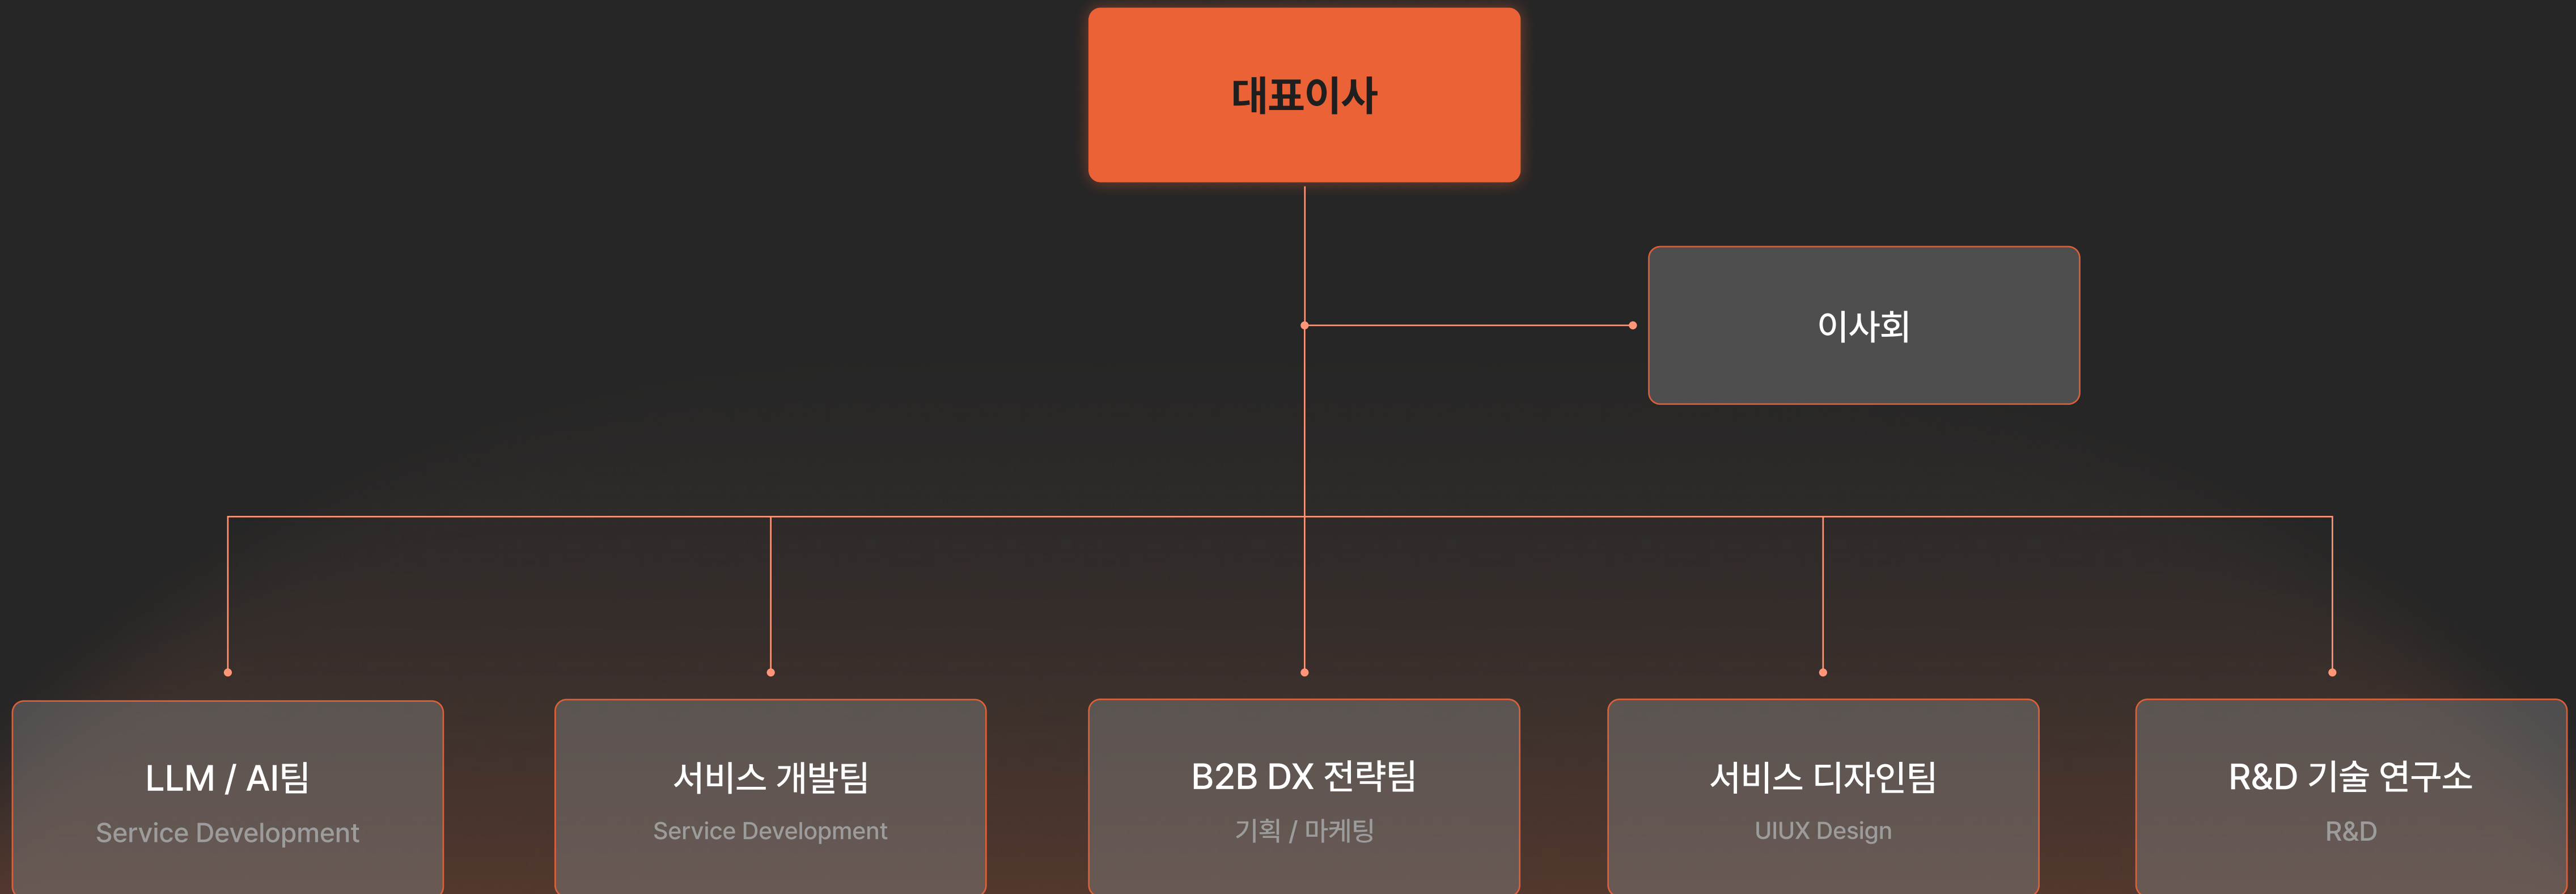 대표이사
이사회
LLM / AI팀
Service Development
서비스 개발팀
Service Development
B2B DX 전략팀
기획 / 마케팅
서비스 디자인팀
UIUX Design
R&D 기술 연구소
R&D